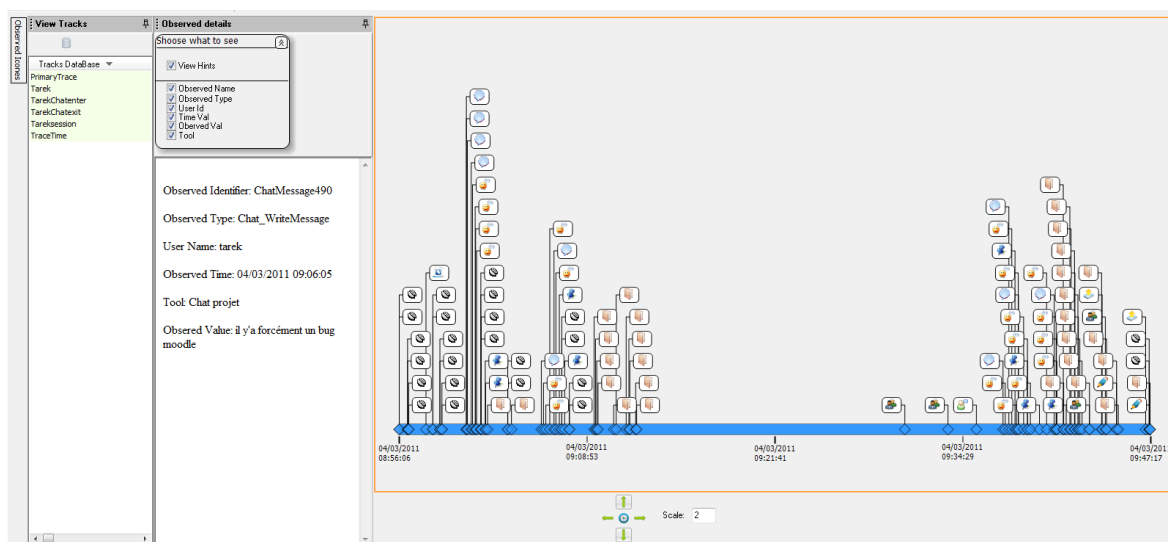 Observed Icones
View Tracks
Tracks DataBase
PrimaryTrace
Tarek
TarekChatenter
TarekChatexit
Tareksession
TraceTime
Observed details
Shoose what to see
View Hints
Observed Name
Observed Type
User Id
Time Val
Oberved Val
Tool
Observed Identifier: ChatMessage490
Observed Type: Chat_WriteMessage
User Name: tarek
Observed Time: 04/03/2011 09:06:05
Tool: Chat projet
Obsered Value: il y'a forcément un bug
moodle
04/03/2011
08:56:06
04/03/2011
09:08:53
04/03/2011
09:21:41
04/03/2011
09:34:29
04/03/2011
09:47:17
Scale: 2